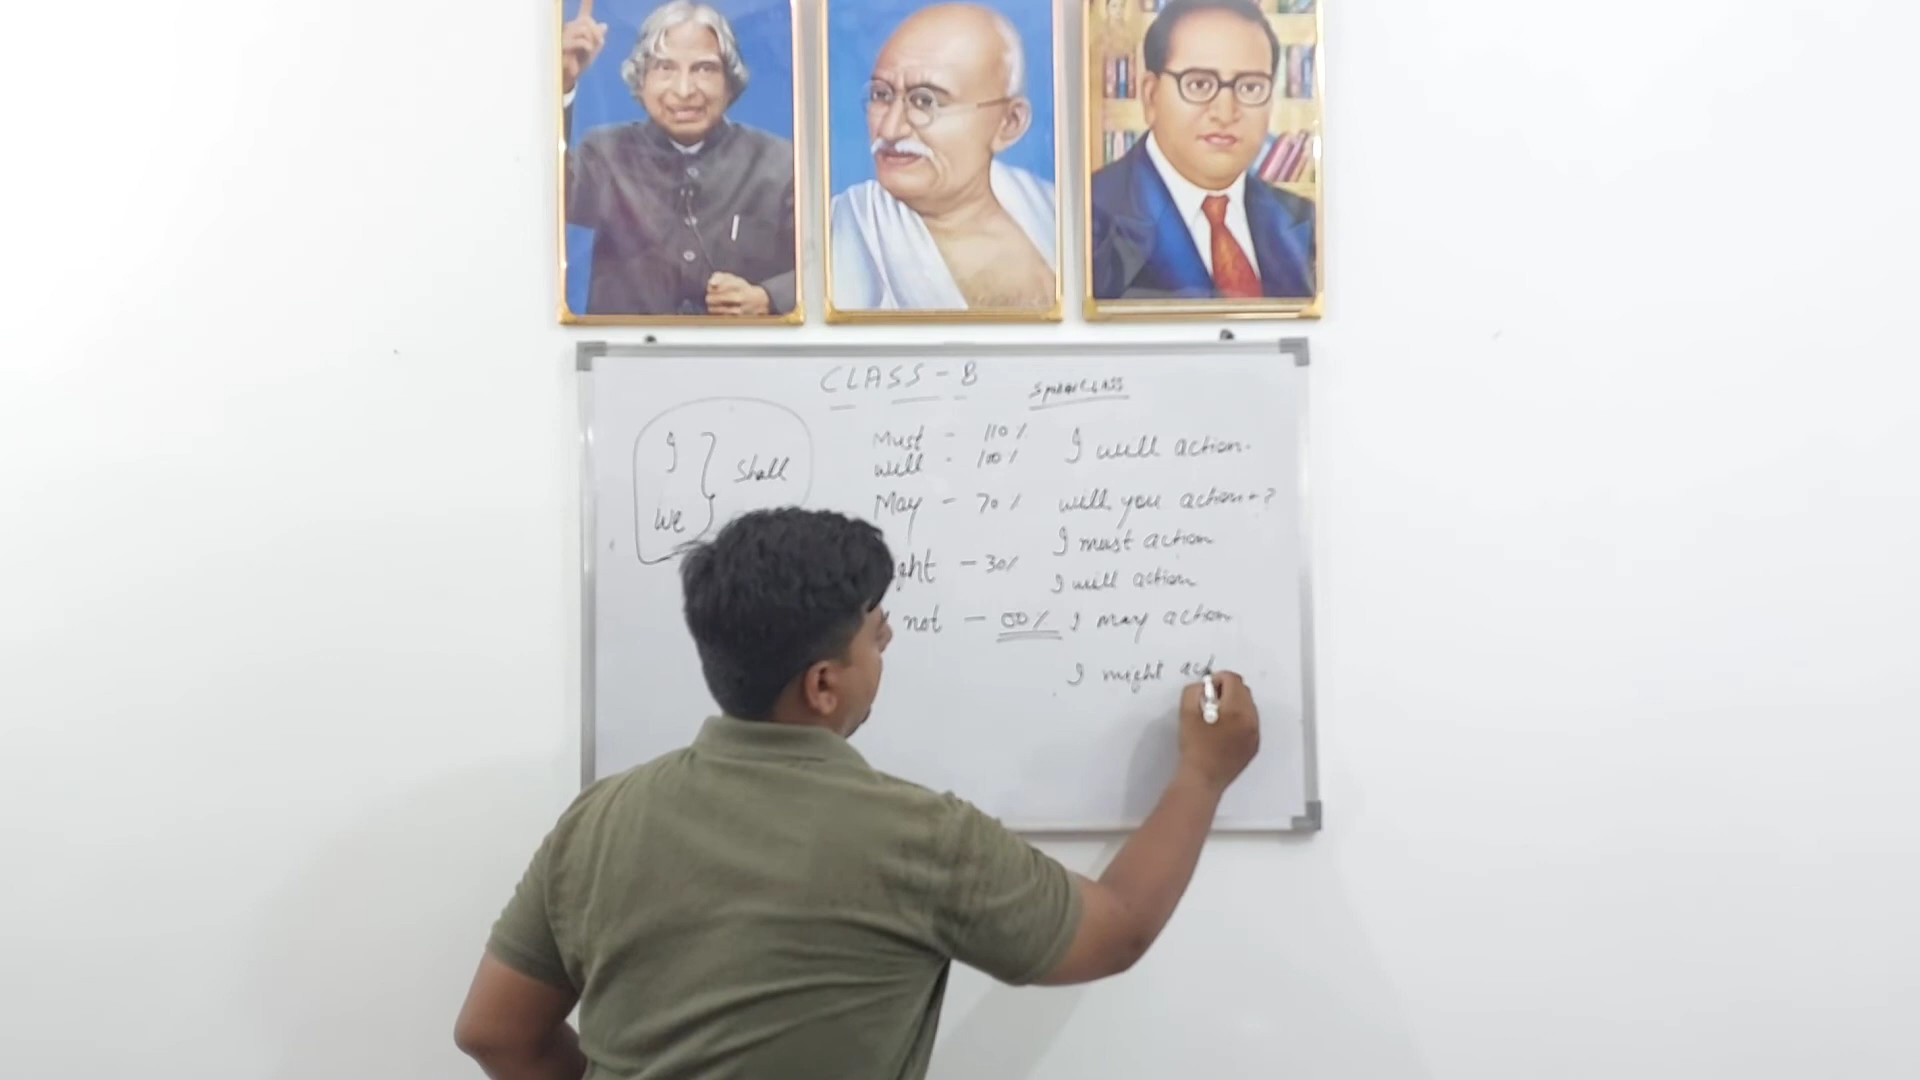 CLASS - B
I
we
Shall
Must - 110%
will - 100%
May - 70%
ght - 30%
not - 00%
I will action.
will you action + ?
I must action
I will action
I may action
I might act